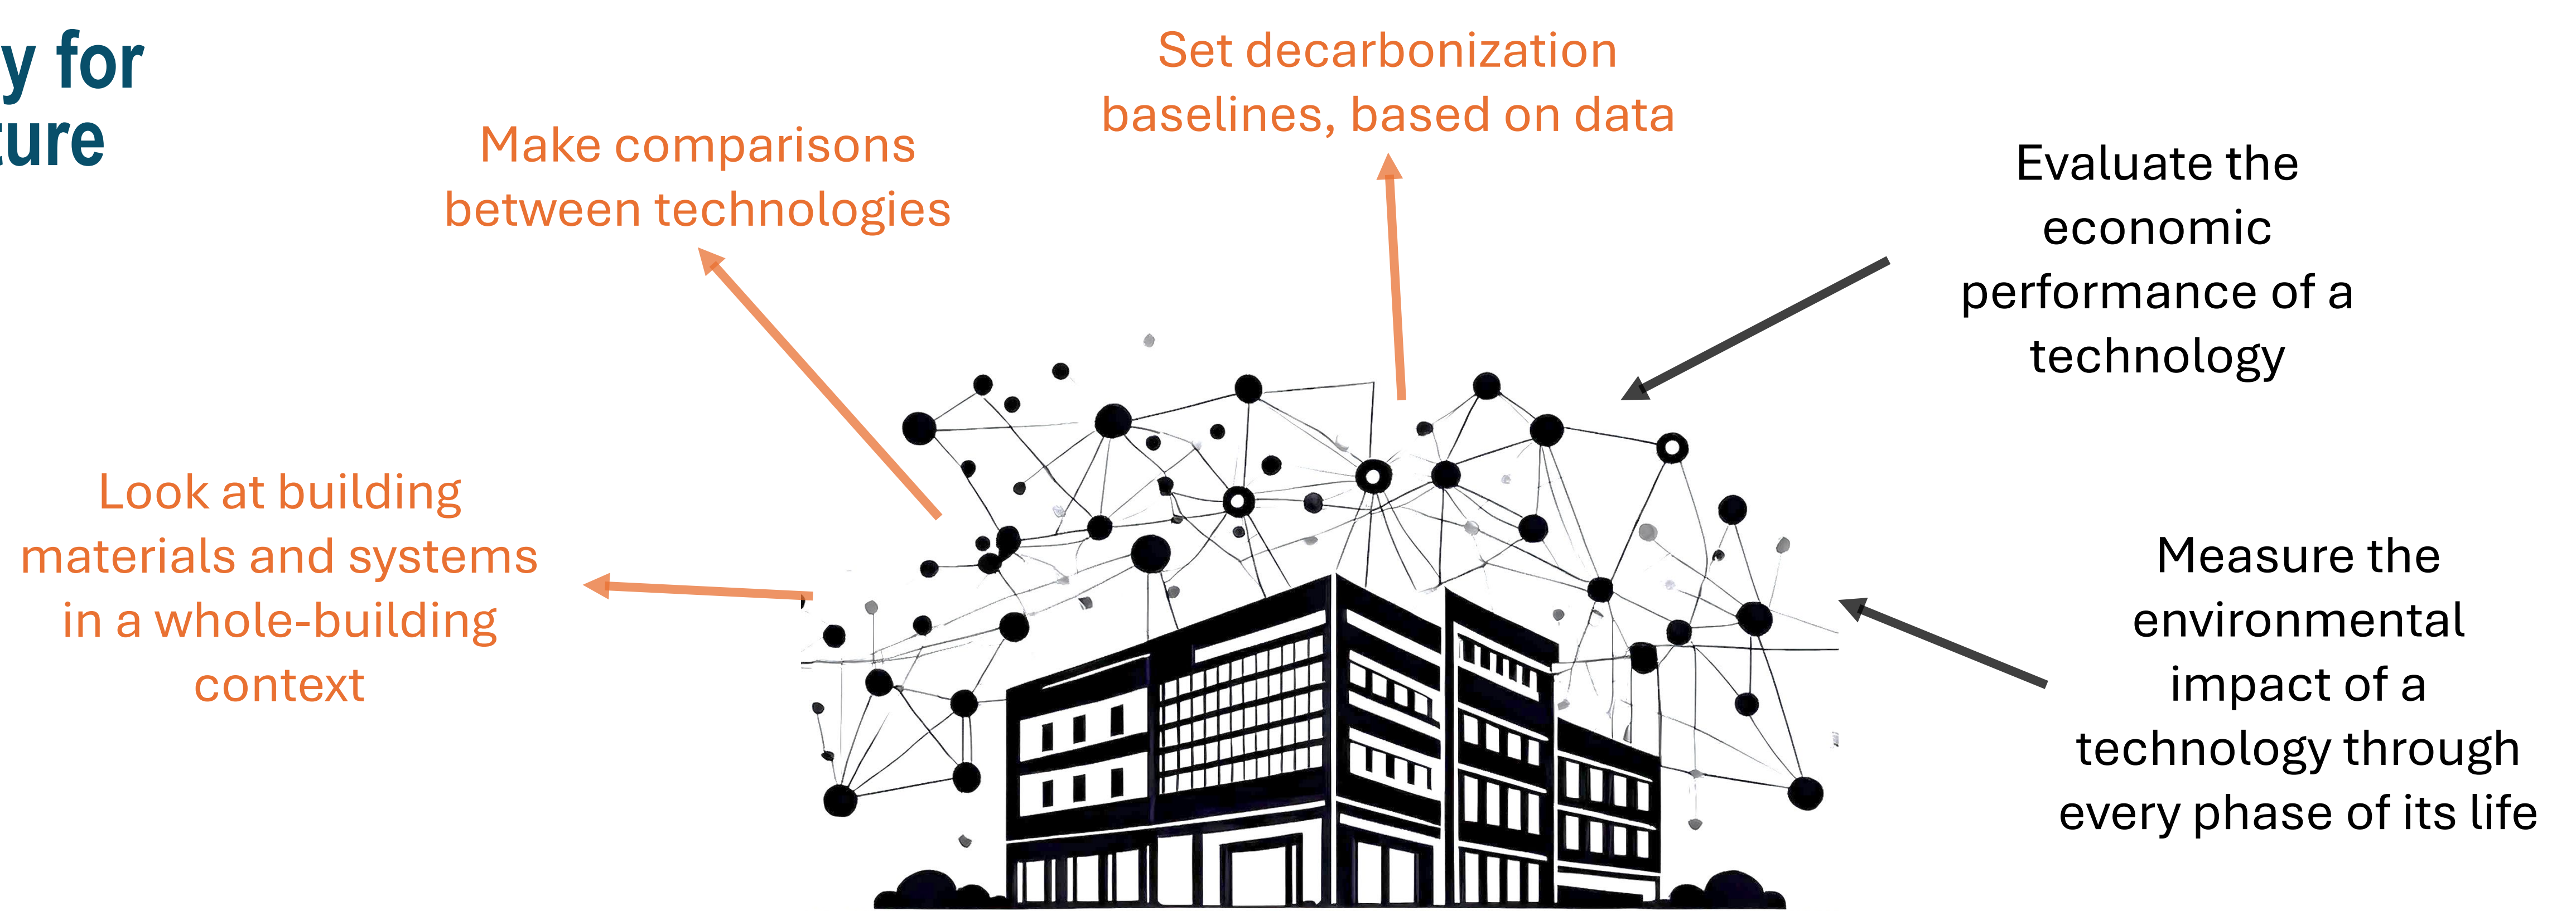 y for
ture
Set decarbonization
baselines, based on data
Make comparisons
between technologies
Evaluate the
economic
performance of a
technology
Look at building
materials and systems
in a whole-building
context
Measure the
environmental
impact of a
technology through
every phase of its life